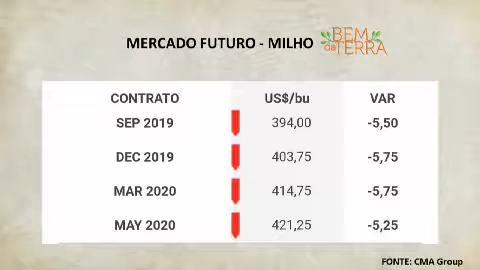 MERCADO FUTURO - MILHO BEM da TERRA
CONTRATO US$/bu VAR
SEP 2019 394,00 -5,50
DEC 2019 403,75 -5,75
MAR 2020 414,75 -5,75
MAY 2020 421,25 -5,25
FONTE: CMA Group